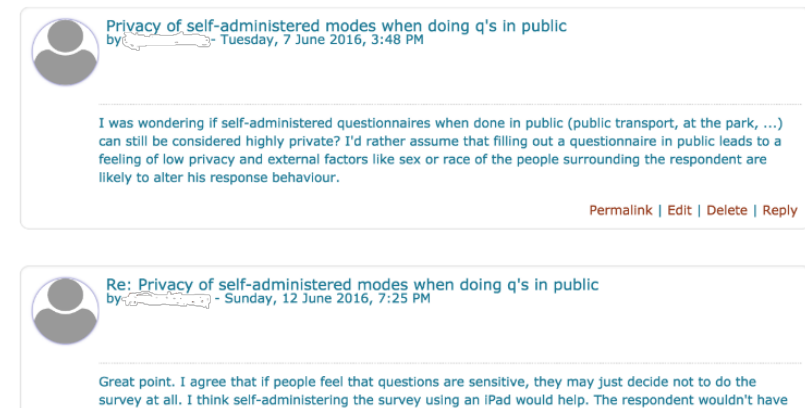 Privacy of self-administered modes when doing q's in public
by - Tuesday, 7 June 2016, 3:48 PM
I was wondering if self-administered questionnaires when done in public (public transport, at the park, ...)
can still be considered highly private? I'd rather assume that filling out a questionnaire in public leads to a
feeling of low privacy and external factors like sex or race of the people surrounding the respondent are
likely to alter his response behaviour.
Permalink | Edit | Delete | Reply
Re: Privacy of self-administered modes when doing q's in public
by - Sunday, 12 June 2016, 7:25 PM
Great point. I agree that if people feel that questions are sensitive, they may just decide not to do the
survey at all. I think self-administering the survey using an iPad would help. The respondent wouldn't have